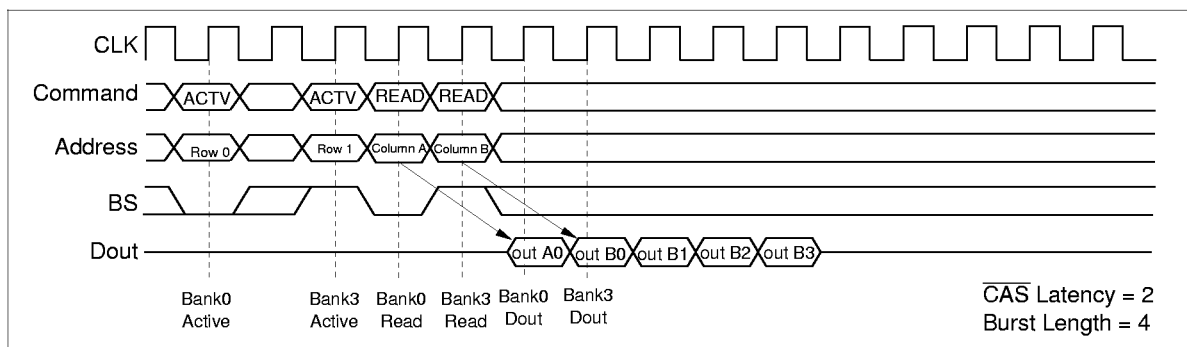 CLK
Command ACTV ACTV READ READ
Address Row 0 Row 1 Column A Column B
BS
Dout out A0 out B0 out B1 out B2 out B3
Bank0 Active
Bank3 Active
Bank0 Read
Bank3 Read
Bank0 Dout
Bank3 Dout
CAS Latency = 2
Burst Length = 4